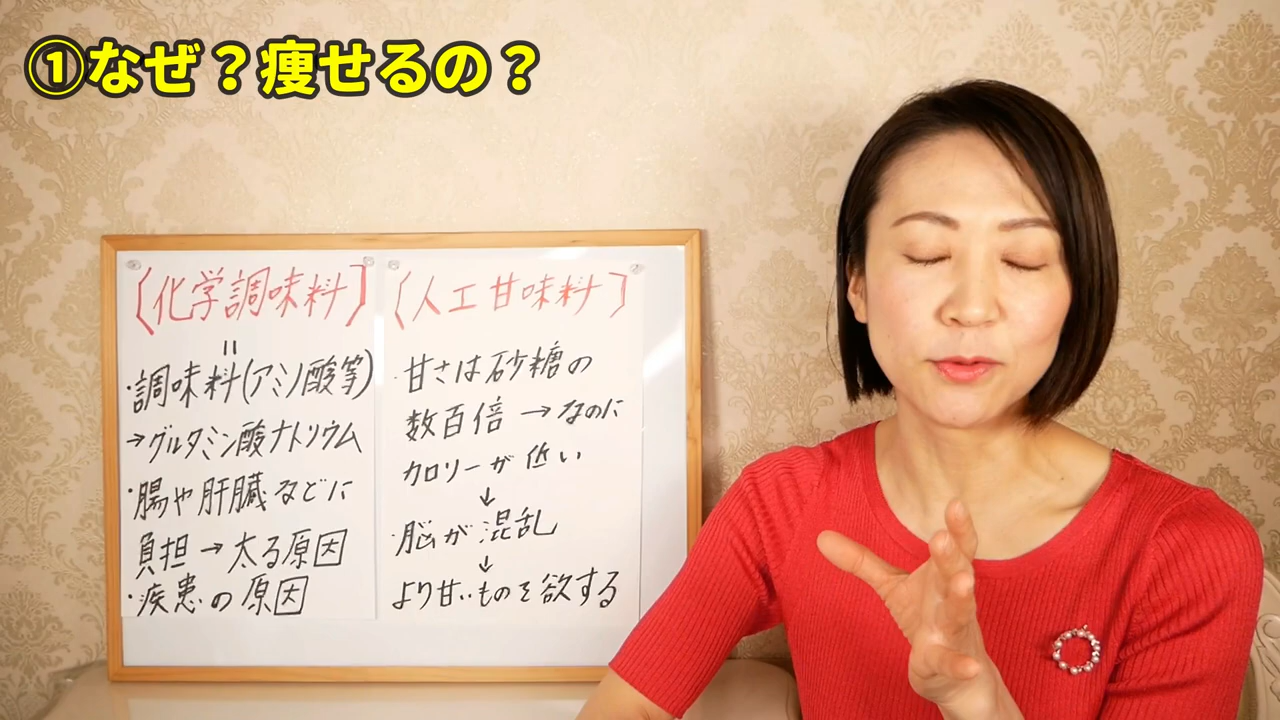 ①なぜ？痩せるの？
〔化学調味料〕
〃
・調味料(アミノ酸等)
→グルタミン酸ナトリウム
・腸や肝臓などに
負担→太る原因
・疾患の原因
〔人工甘味料〕
・甘さは砂糖の
数百倍→なのに
カロリーが低い
↓
・脳が混乱
↓
より甘いものを欲する